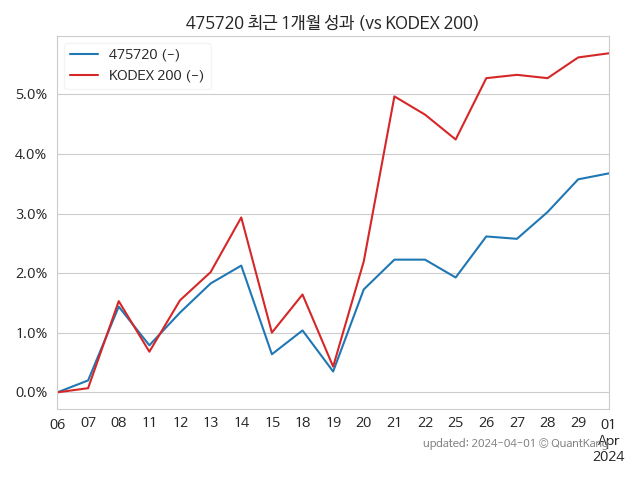 475720 최근 1개월 성과 (vs KODEX 200)
475720 (-)
KODEX 200 (-)
5.0%
4.0%
3.0%
2.0%
1.0%
0.0%
06 07 08 11 12 13 14 15 18 19 20 21 22 25 26 27 28 29 01
Apr
2024
updated: 2024-04-01 © QuantKang